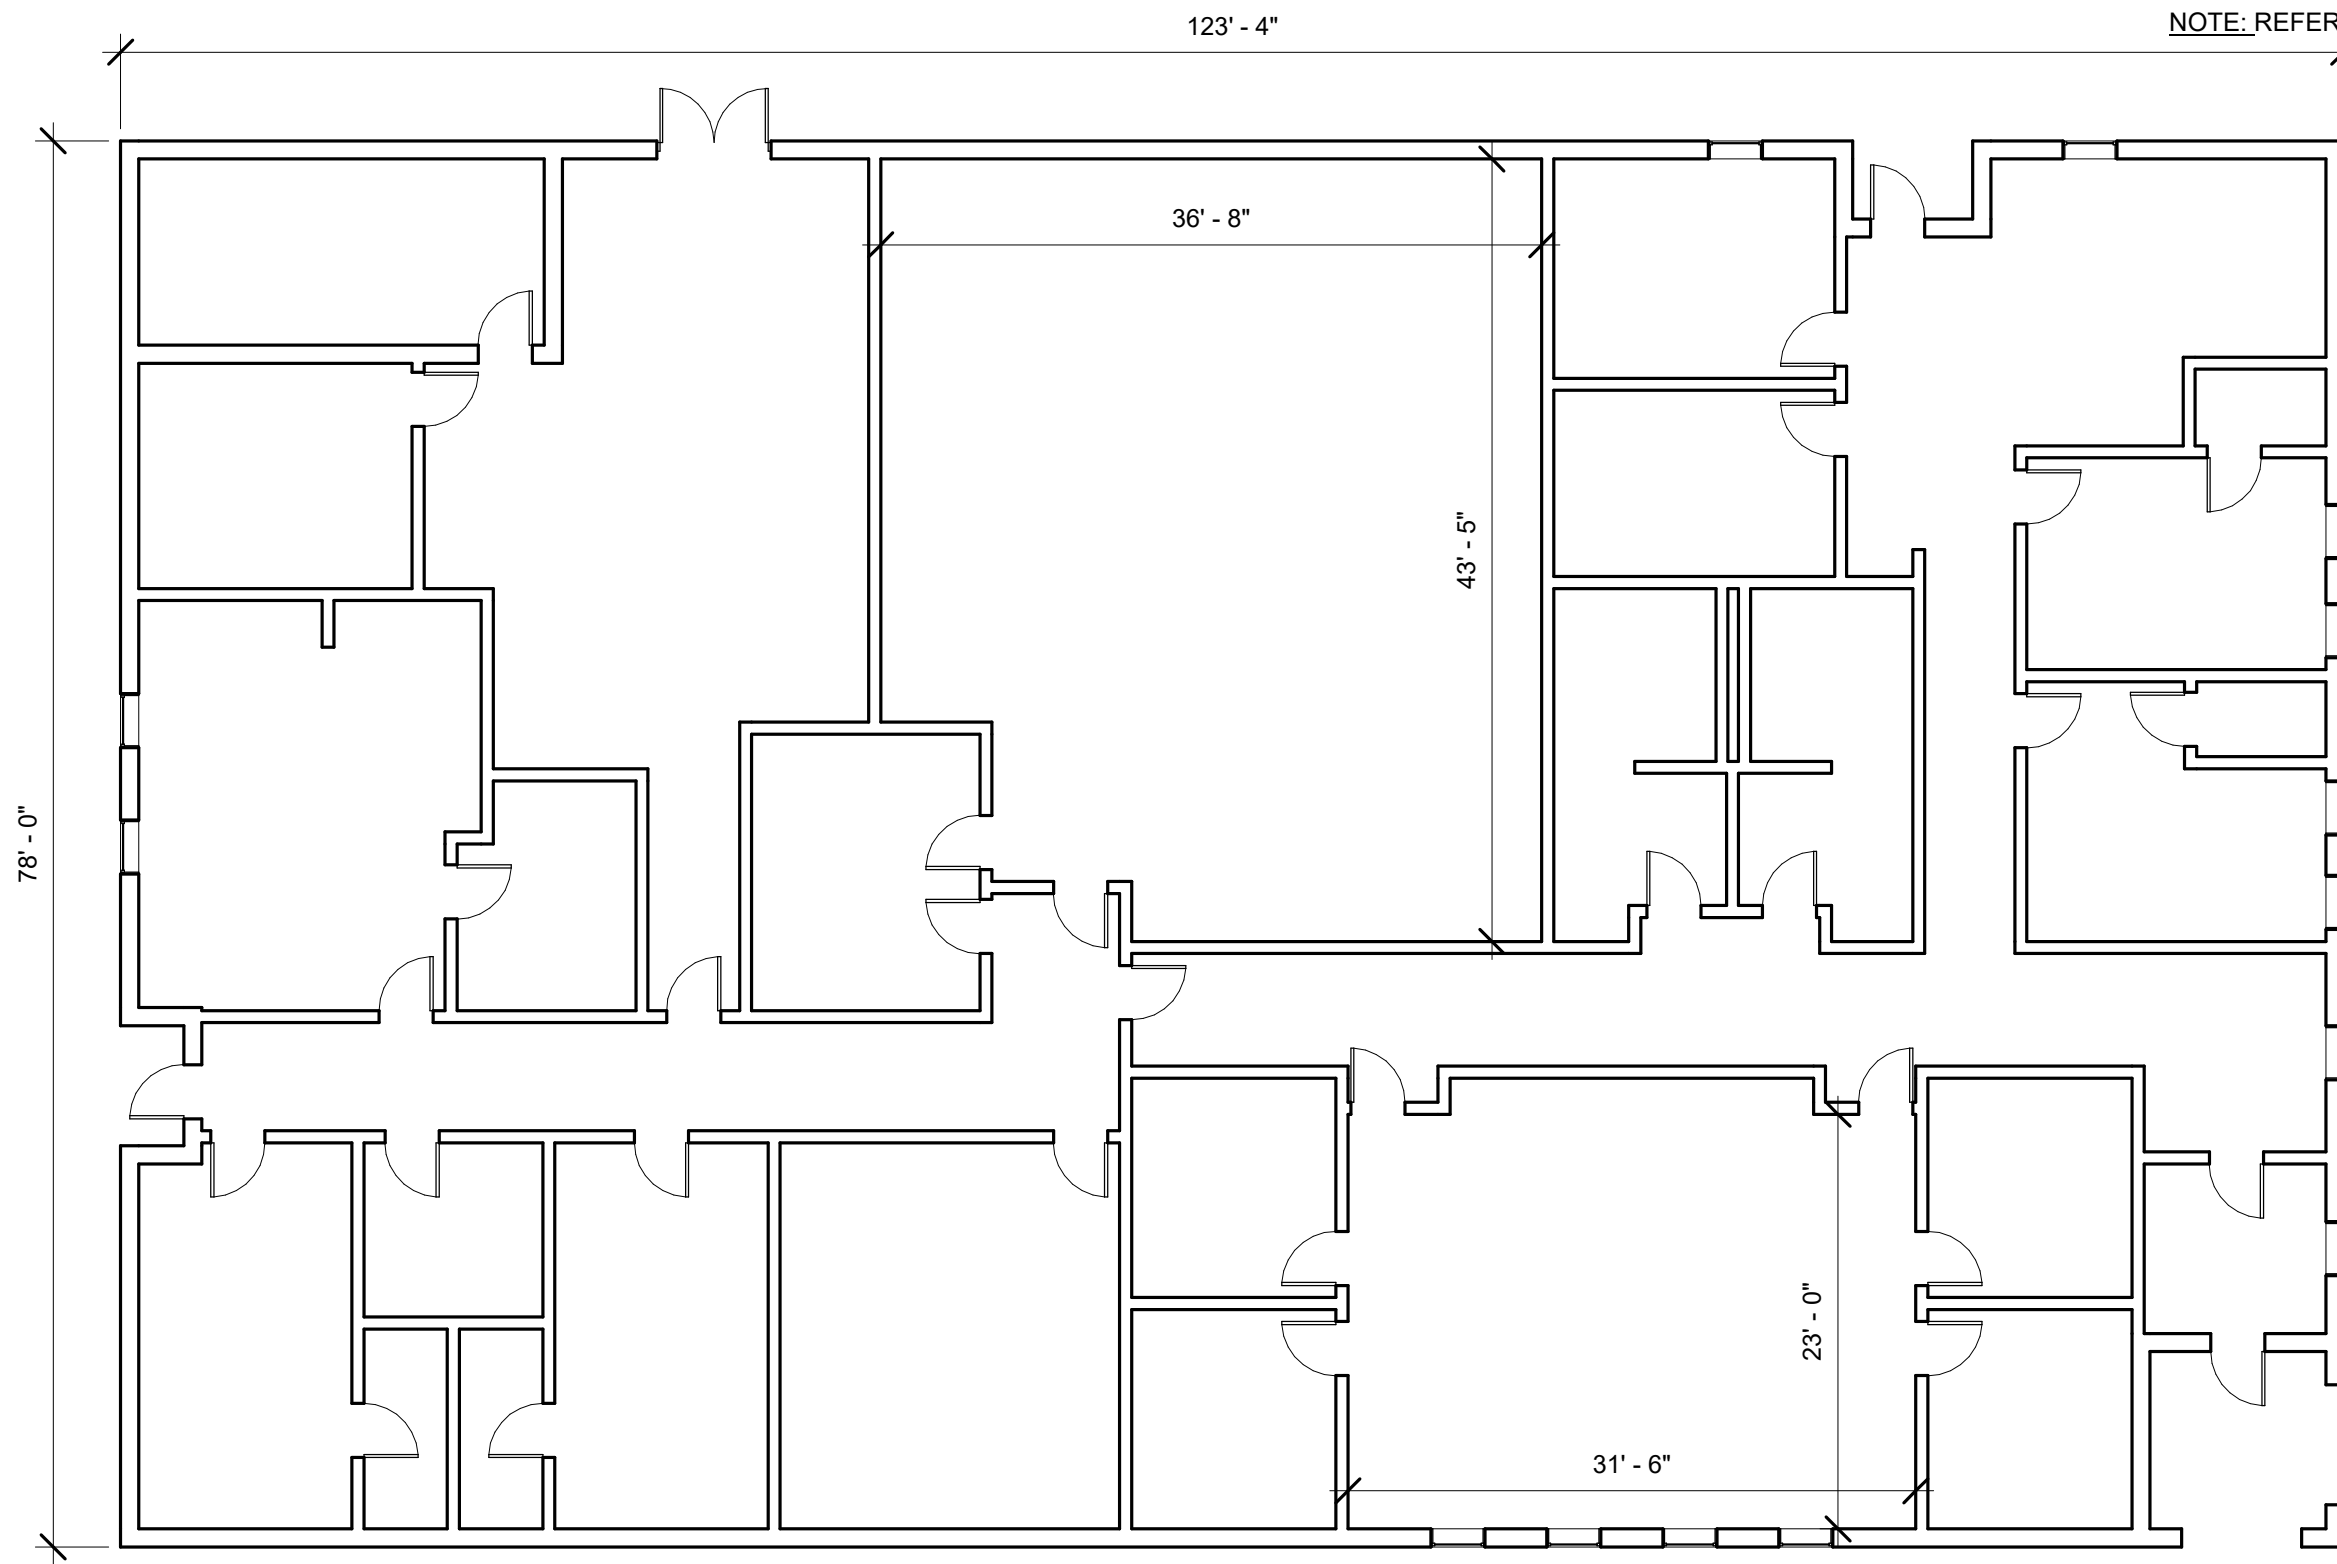 123' - 4"
NOTE: REFER
36' - 8"
43' - 5"
78' - 0"
23' - 0"
31' - 6"